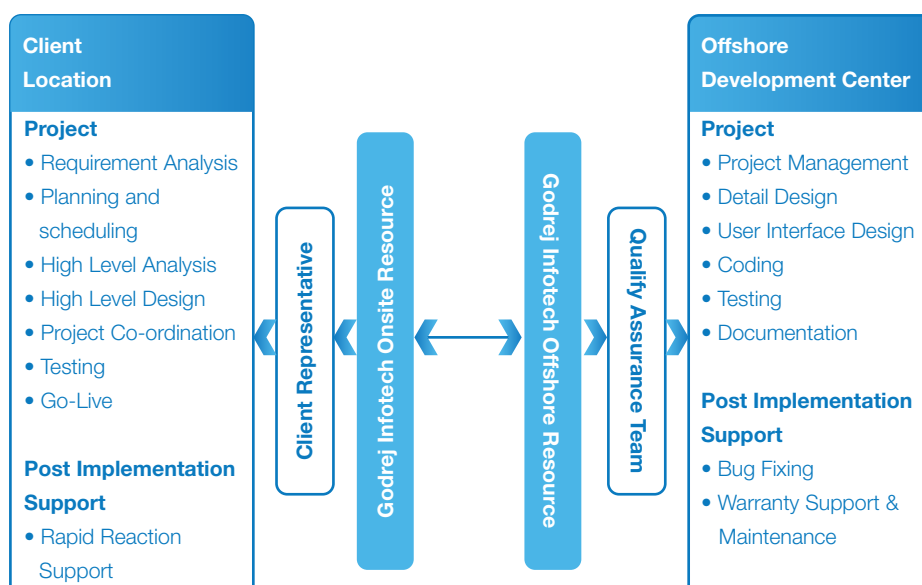 Client
Location
Project
• Requirement Analysis
• Planning and
scheduling
• High Level Analysis
• High Level Design
• Project Co-ordination
• Testing
• Go-Live
Post Implementation
Support
• Rapid Reaction
Support
Client Representative
Godrej Infotech Onsite Resource
Godrej Infotech Offshore Resource
Qualify Assurance Team
Offshore
Development Center
Project
• Project Management
• Detail Design
• User Interface Design
• Coding
• Testing
• Documentation
Post Implementation
Support
• Bug Fixing
• Warranty Support &
Maintenance